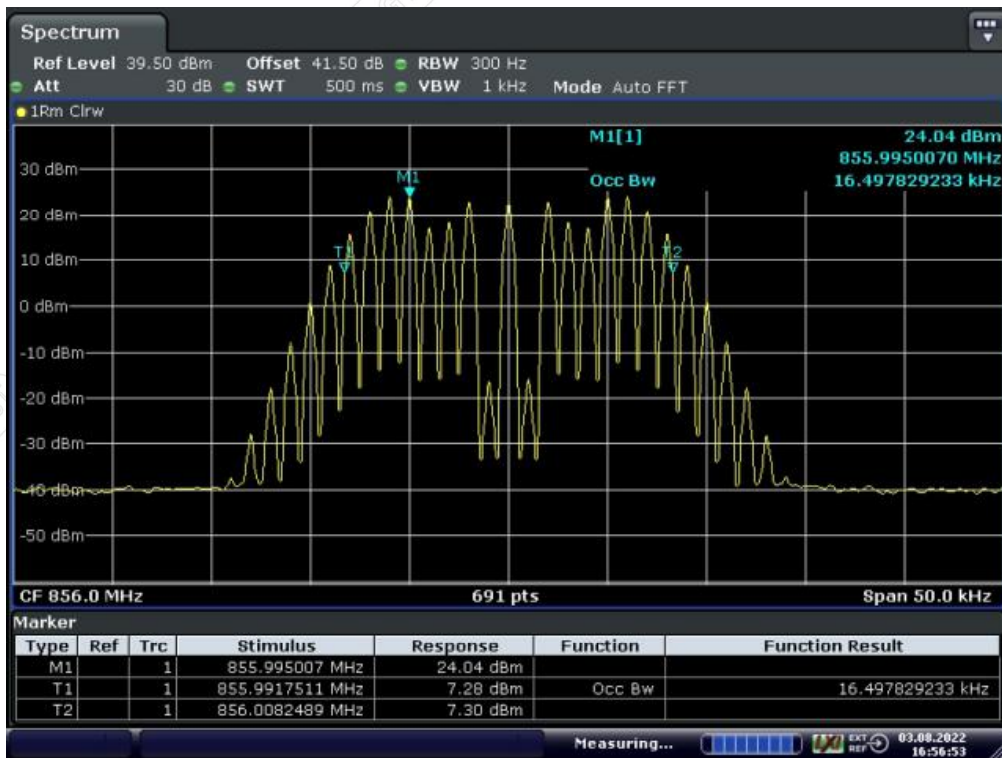 Spectrum
Ref Level 39.50 dBm Offset 41.50 dB RBW 300 Hz
Att 30 dB SWT 500 ms VBW 1 kHz Mode Auto FFT
1Rm Clrw
M1[1] 24.04 dBm
855.9950070 MHz
Occ Bw 16.497829233 kHz
30 dBm
M1
20 dBm
10 dBm
T1
T2
0 dBm
-10 dBm
-20 dBm
-30 dBm
-40 dBm
-50 dBm
CF 856.0 MHz 691 pts Span 50.0 kHz
Marker
Type Ref Trc Stimulus Response Function Function Result
M1 1 855.995007 MHz 24.04 dBm
T1 1 855.9917511 MHz 7.28 dBm Occ Bw 16.497829233 kHz
T2 1 856.0082489 MHz 7.30 dBm
Measuring... EXT REF 03.08.2022
16:56:53